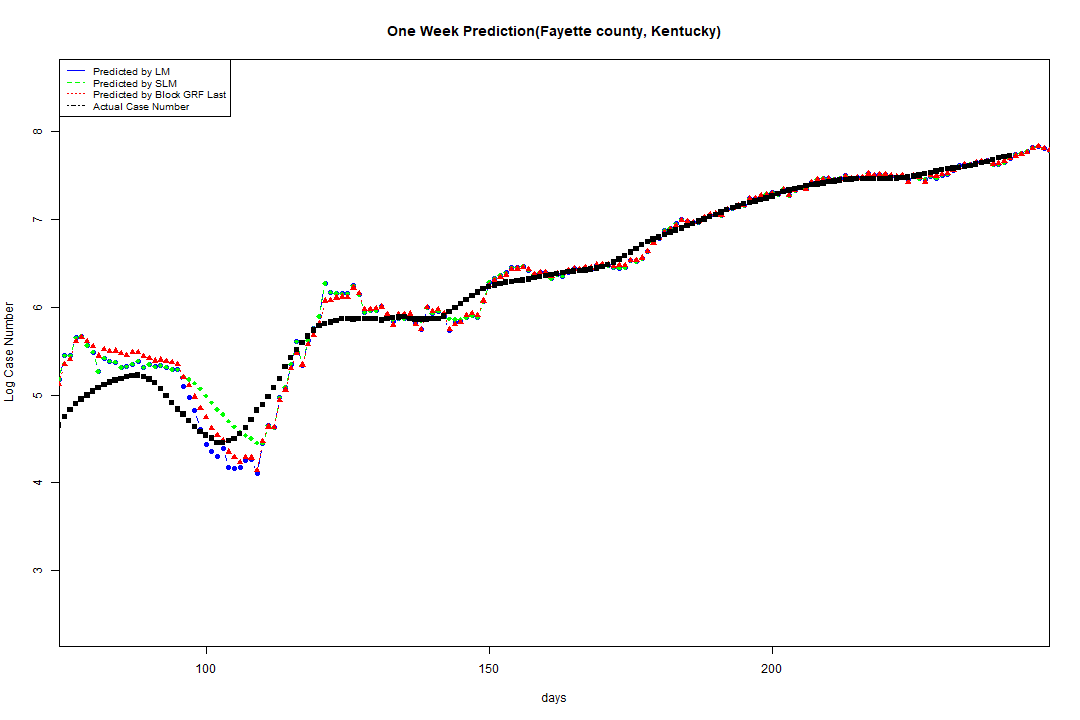 One Week Prediction(Fayette county, Kentucky)
Predicted by LM
Predicted by SLM
Predicted by Block GRF Last
Actual Case Number
Log Case Number
8
7
6
5
4
3
100 150 200
days